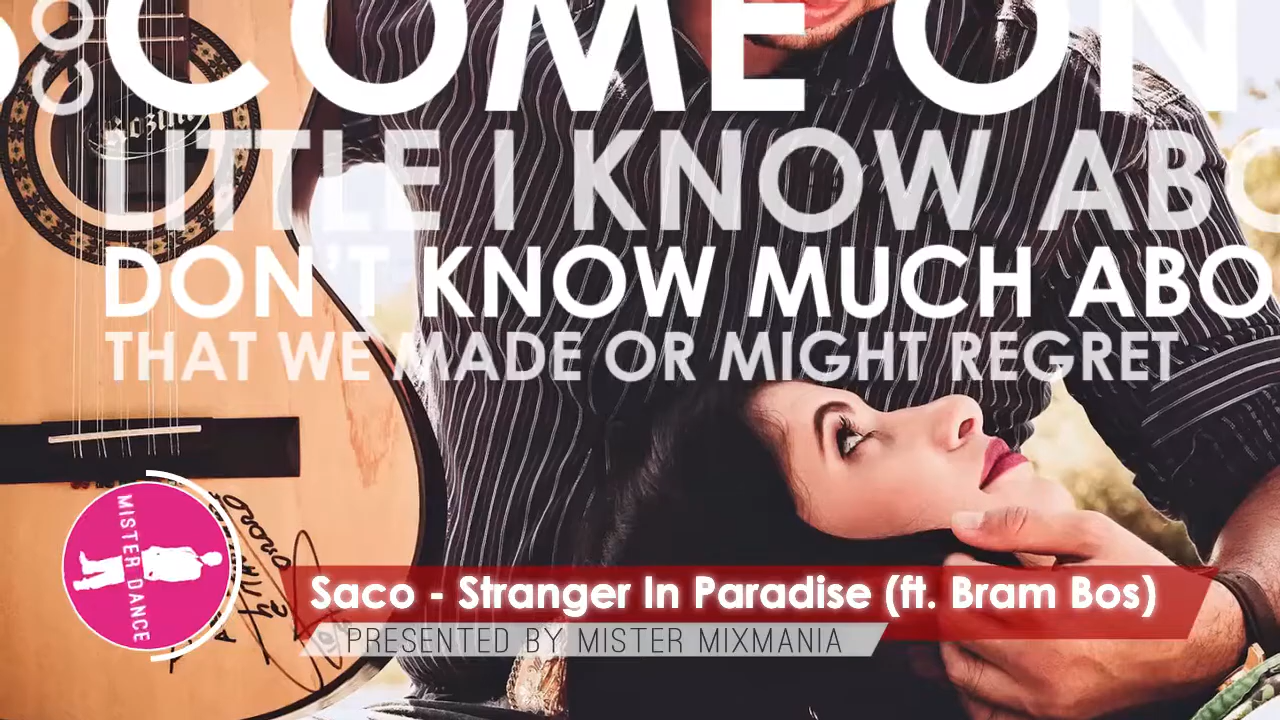 CO
COME ON
LITTLE I KNOW ABO
DON'T KNOW MUCH ABO
THAT WE MADE OR MIGHT REGRET
MISTER DANCE
Saco - Stranger In Paradise (ft. Bram Bos)
PRESENTED BY MISTER MIXMANIA